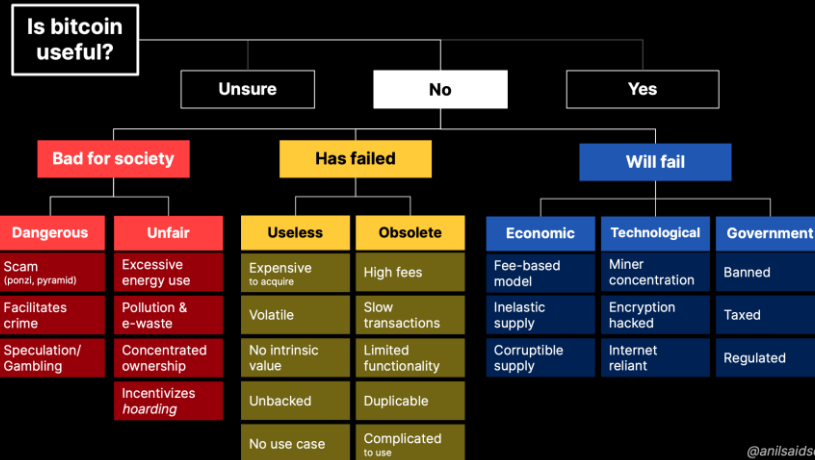 Is bitcoin
useful?
Unsure
No
Yes
Bad for society
Has failed
Will fail
Dangerous
Unfair
Useless
Obsolete
Economic
Technological
Government
Scam
(ponzi, pyramid)
Facilitates
crime
Speculation/
Gambling
Excessive
energy use
Pollution &
e-waste
Concentrated
ownership
Incentivizes
hoarding
Expensive
to acquire
Volatile
No intrinsic
value
Unbacked
No use case
High fees
Slow
transactions
Limited
functionality
Duplicable
Complicated
to use
Fee-based
model
Inelastic
supply
Corruptible
supply
Miner
concentration
Encryption
hacked
Internet
reliant
Banned
Taxed
Regulated